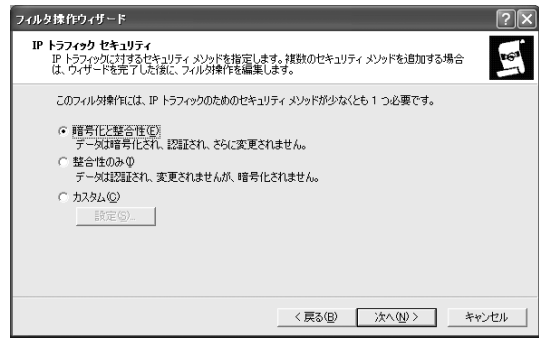 フィルタ操作ウィザード
IP トラフィック セキュリティ
IP トラフィックに対するセキュリティ メソッドを指定します。複数のセキュリティ メソッドを追加する場合
は、ウィザードを完了した後に、フィルタ操作を編集します。
このフィルタ操作には、IP トラフィックのためのセキュリティ メソッドが少なくとも 1 つ必要です。
暗号化と整合性(E)
データは暗号化され、認証され、さらに変更されません。
整合性のみ(I)
データは認証され、変更されませんが、暗号化されません。
カスタム(C)
設定(S)...
< 戻る(B)
次へ(N) >
キャンセル